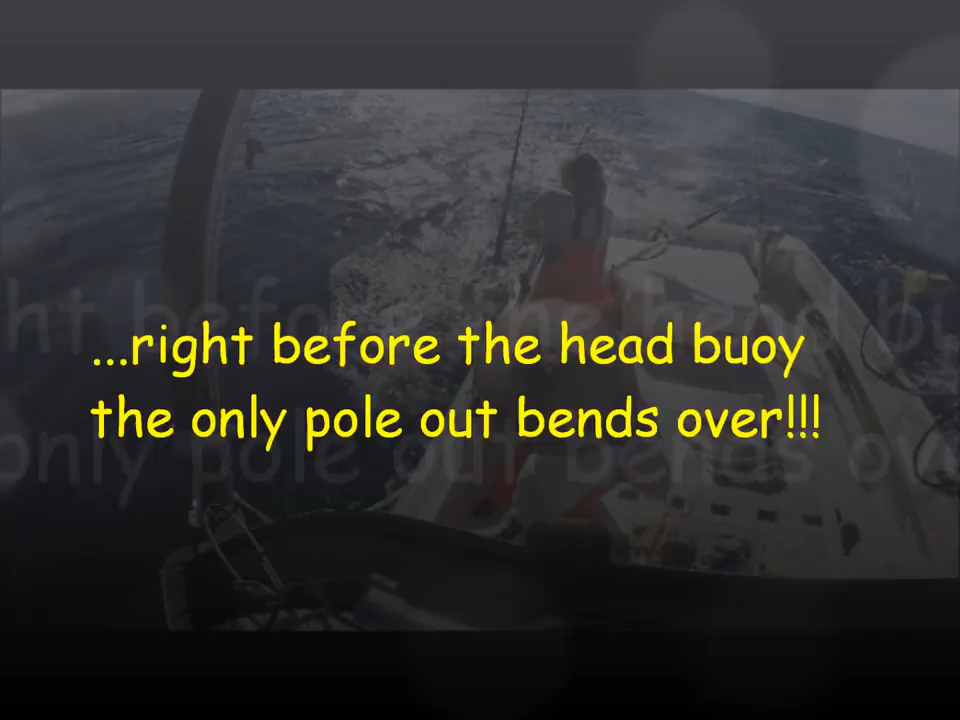 ...right before the head buoy
the only pole out bends over!!!